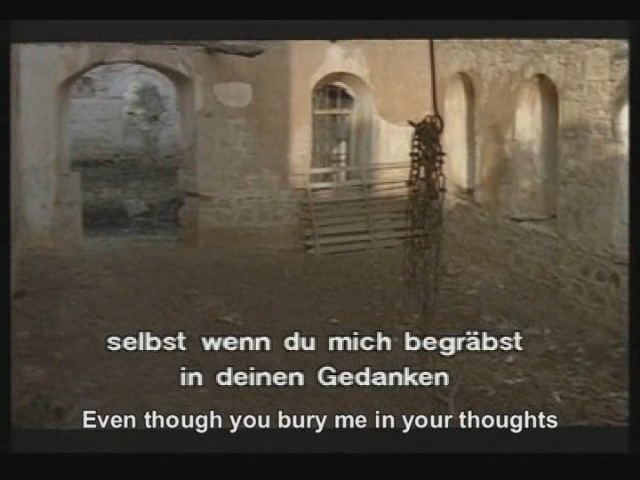 selbst wenn du mich begräbst
in deinen Gedanken
Even though you bury me in your thoughts